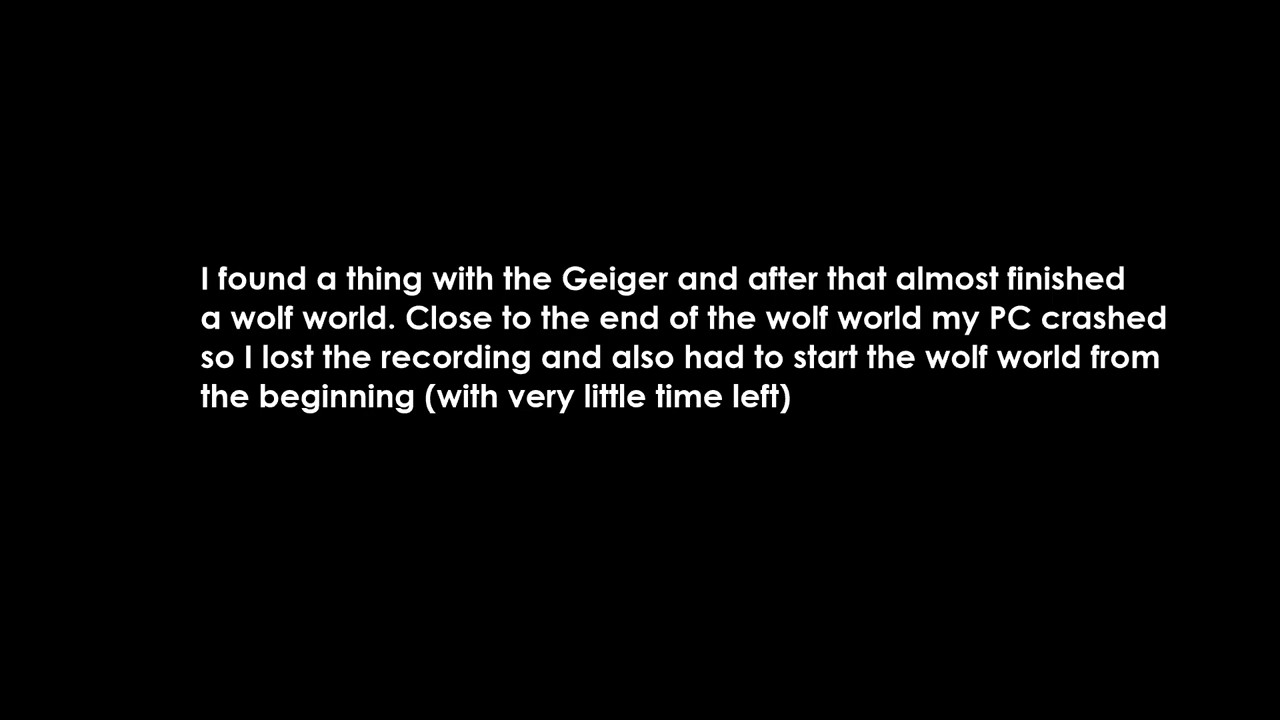 I found a thing with the Geiger and after that almost finished
a wolf world. Close to the end of the wolf world my PC crashed
so I lost the recording and also had to start the wolf world from
the beginning (with very little time left)